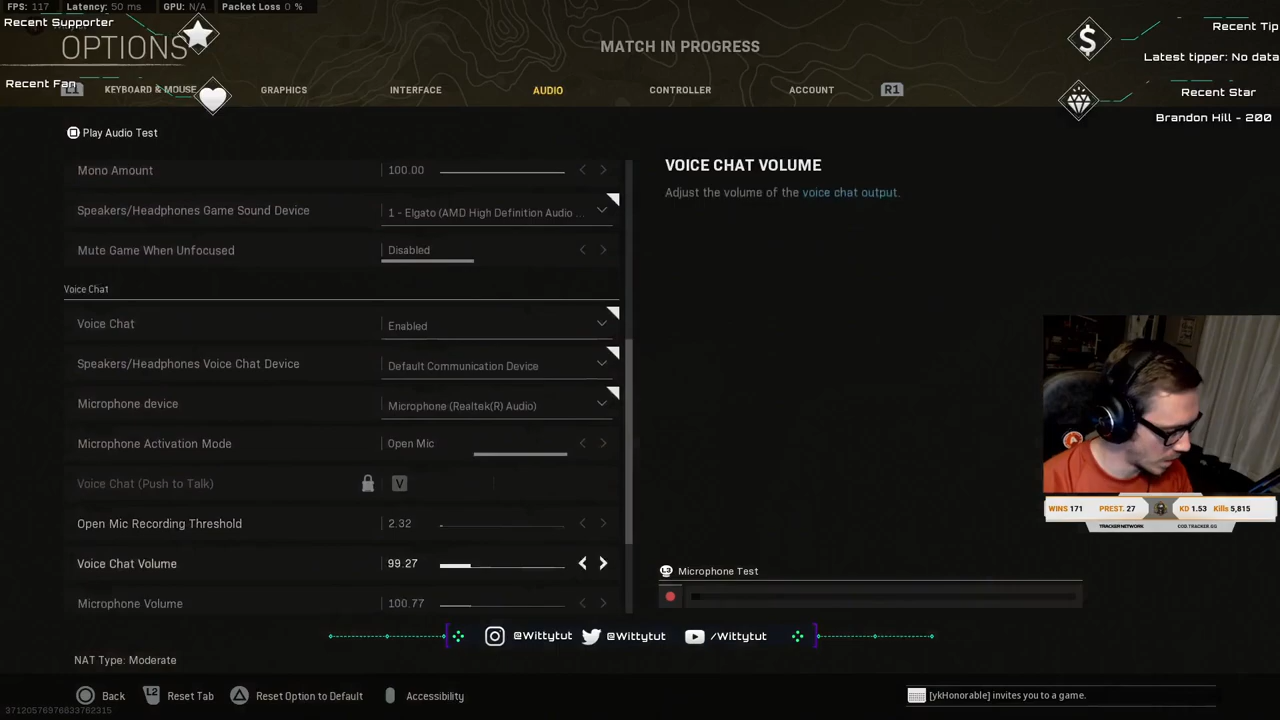 FPS: 117 Latency: 50 ms GPU: N/A Packet Loss 0 %
Recent Supporter
OPTIONS
MATCH IN PROGRESS
Recent Tip
Latest tipper: No data
Recent Fan
KEYBOARD & MOUSE GRAPHICS INTERFACE AUDIO CONTROLLER ACCOUNT R1
Recent Star
Brandon Hill - 200
Play Audio Test
Mono Amount 100.00
Speakers/Headphones Game Sound Device 1 - Elgato (AMD High Definition Audio ...
Mute Game When Unfocused Disabled
Voice Chat
Voice Chat Enabled
Speakers/Headphones Voice Chat Device Default Communication Device
Microphone device Microphone (Realtek(R) Audio)
Microphone Activation Mode Open Mic
Voice Chat (Push to Talk) V
Open Mic Recording Threshold 2.32
Voice Chat Volume 99.27
Microphone Volume 100.77
VOICE CHAT VOLUME
Adjust the volume of the voice chat output.
WINS 171 PREST. 27 KD 1.53 Kills 5,815
TRACKER NETWORK COD.TRACKER.GG
L3 Microphone Test
@Wittytut @Wittytut /Wittytut
NAT Type: Moderate
Back L2 Reset Tab Reset Option to Default Accessibility
[ykHonorable] invites you to a game.